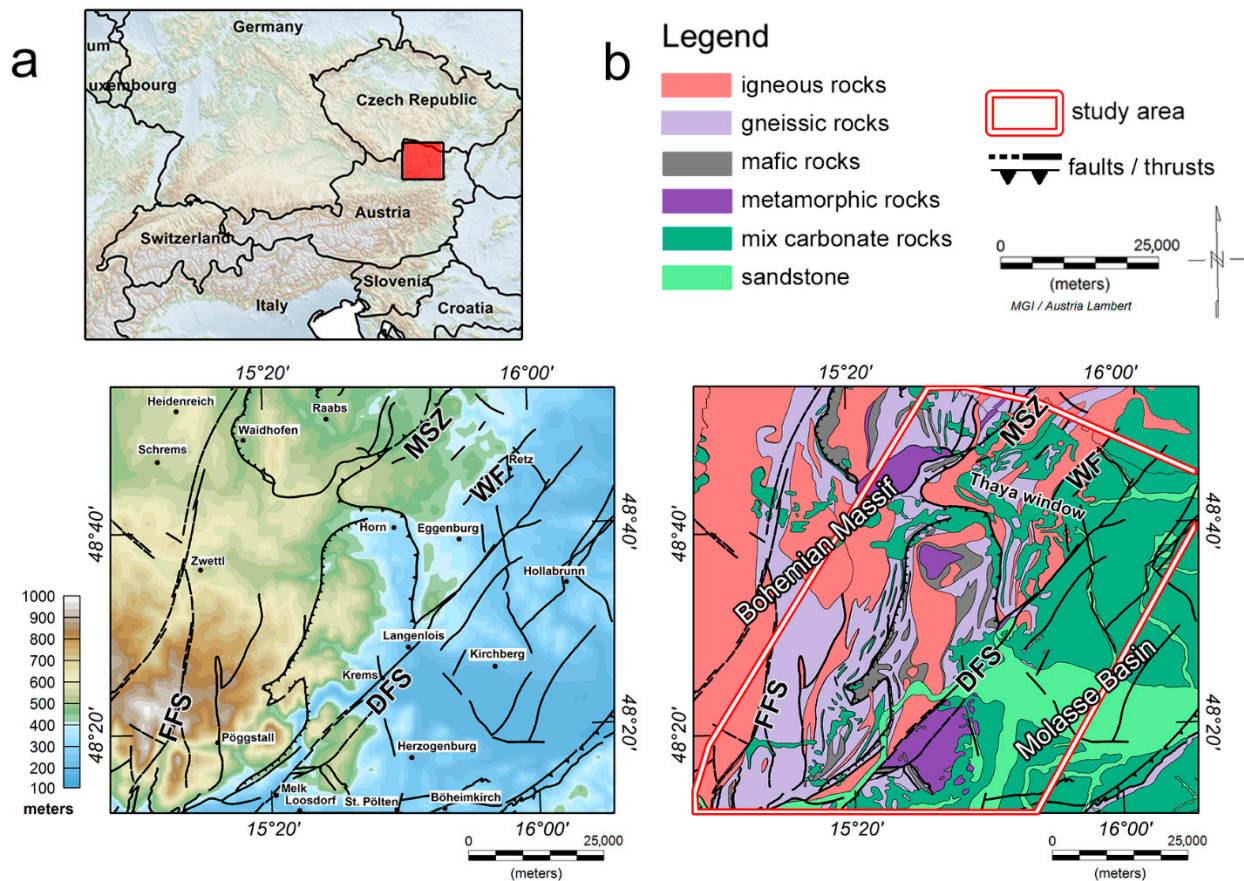 a
Germany
um
uxembourg
Czech Republic
Austria
Switzerland
Slovenia
Italy
Croatia
b
Legend
igneous rocks
gneissic rocks
mafic rocks
metamorphic rocks
mix carbonate rocks
sandstone
study area
faults / thrusts
0 25,000
(meters)
MGI / Austria Lambert
N
15°20' 16°00'
Heidenreich
Raabs
Waidhofen
Schrems
MSZ
WF
Retz
Horn
Eggenburg
48°40' 48°40'
Zwettl
Hollabrunn
1000
900
800
700
600
500
400
300
200
100
meters
Langenlois
Kirchberg
Krems
DFS
FFS
48°20' 48°20'
Pöggstall
Herzogenburg
Melk
Loosdorf
St. Pölten
Böheimkirch
15°20' 16°00'
0 25,000
(meters)
15°20' 16°00'
MSZ
WF
Thaya window
48°40' 48°40'
Bohemian Massif
DFS
FFS
Molasse Basin
48°20' 48°20'
15°20' 16°00'
0 25,000
(meters)